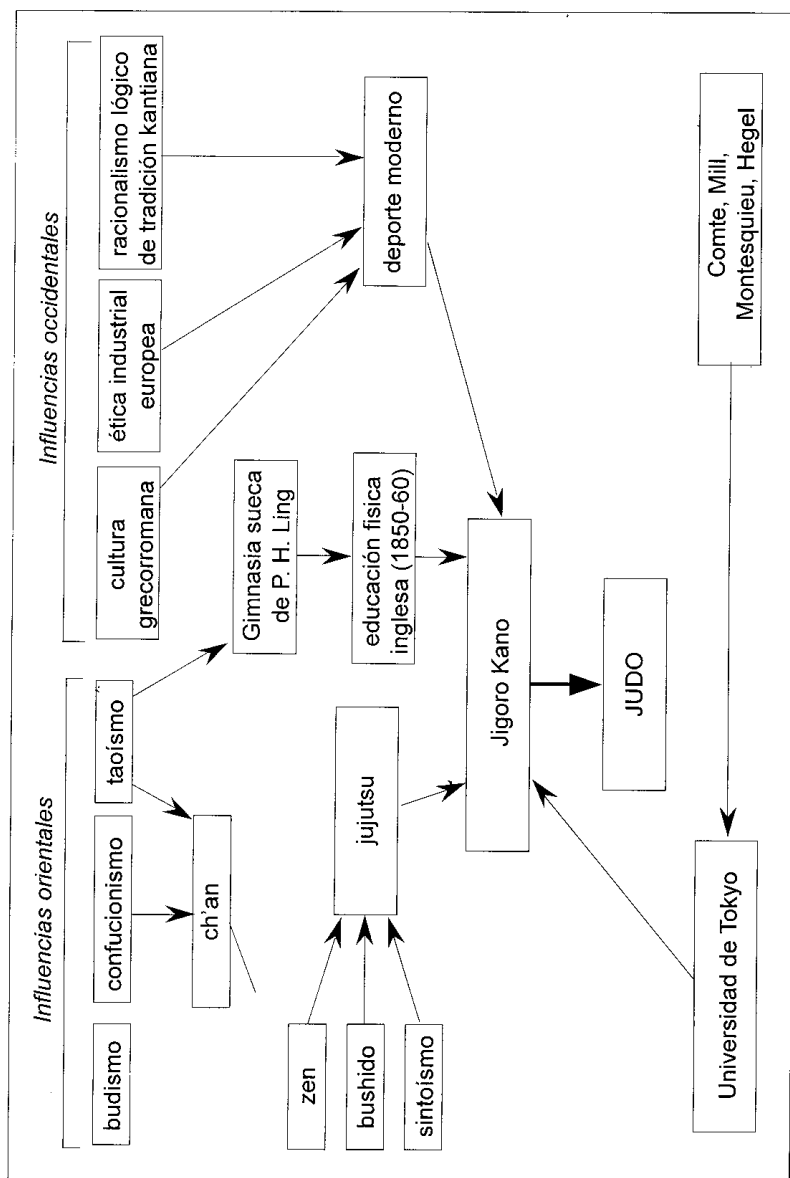 Influencias orientales
Influencias occidentales
budismo
confucionismo
taoísmo
cultura
grecorromana
ética industrial
europea
racionalismo lógico
de tradición kantiana
ch'an
Gimnasia sueca
de P. H. Ling
zen
bushido
sintoísmo
jujutsu
educación fisica
inglesa (1850-60)
deporte moderno
Jigoro Kano
JUDO
Universidad de Tokyo
Comte, Mill,
Montesquieu, Hegel